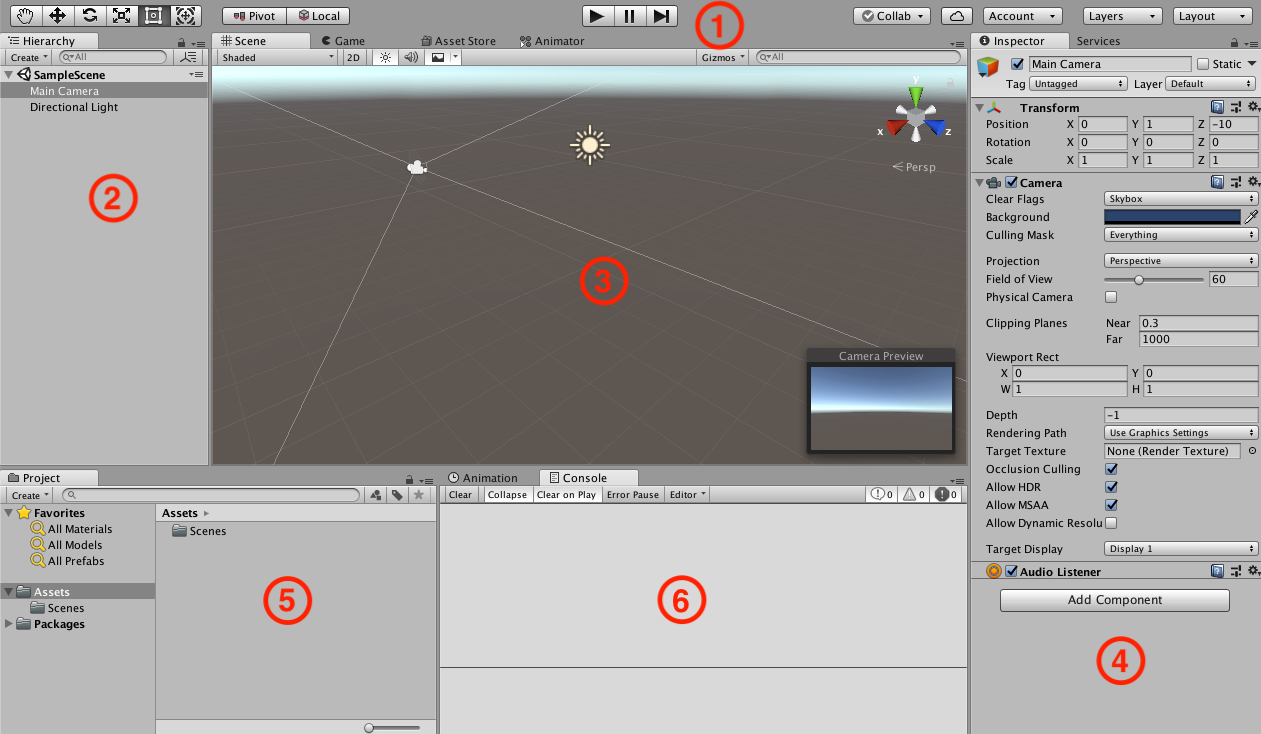 Pivot Local 1 Collab Account Layers Layout
Hierarchy
Create All
SampleScene
Main Camera
Directional Light
2
Scene Game Asset Store Animator
Shaded 2D Gizmos All
y
x z
Persp
3
Camera Preview
Inspector Services
Main Camera Static
Tag Untagged Layer Default
Transform
Position X 0 Y 1 Z -10
Rotation X 0 Y 0 Z 0
Scale X 1 Y 1 Z 1
Camera
Clear Flags Skybox
Background
Culling Mask Everything
Projection Perspective
Field of View 60
Physical Camera
Clipping Planes Near 0.3
Far 1000
Viewport Rect
X 0 Y 0
W 1 H 1
Depth -1
Rendering Path Use Graphics Settings
Target Texture None (Render Texture)
Occlusion Culling
Allow HDR
Allow MSAA
Allow Dynamic Resolu
Target Display Display 1
Audio Listener
Add Component
4
Project
Create
Favorites
All Materials
All Models
All Prefabs
Assets
Scenes
Packages
Assets
Scenes
5
Animation Console
Clear Collapse Clear on Play Error Pause Editor 0 0 0
6